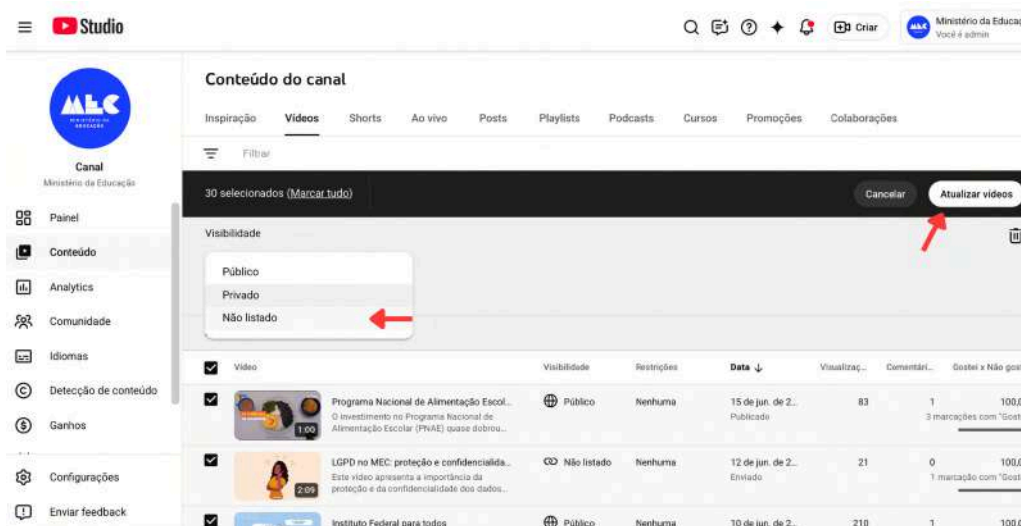 Studio
Criar
Ministério da Educaç
Você é admin
MEC
MINISTÉRIO DA
EDUCAÇÃO
Canal
Ministério da Educação
Painel
Conteúdo
Analytics
Comunidade
Idiomas
Detecção de conteúdo
Ganhos
Configurações
Enviar feedback
Conteúdo do canal
Inspiração Vídeos Shorts Ao vivo Posts Playlists Podcasts Cursos Promoções Colaborações
Filtrar
30 selecionados (Marcar tudo) Cancelar Atualizar vídeos
Visibilidade
Público
Privado
Não listado
Vídeo Visibilidade Restrições Data ↓ Visualizaç... Comentári... Gostei x Não gost
1:00
Programa Nacional de Alimentação Escol... Público Nenhuma 15 de jun. de 2... 83 1 100,0
O investimento no Programa Nacional de Publicado 3 marcações com "Gost
Alimentação Escolar (PNAE) quase dobrou...
2:09
LGPD no MEC: proteção e confidencialida... Não listado Nenhuma 12 de jun. de 2... 21 0 100,0
Este vídeo apresenta a importância da Enviado 1 marcação com "Gost
proteção e da confidencialidade dos dados...
Instituto Federal para todos Público Nenhuma 10 de jun. de 2... 210 1 100,0